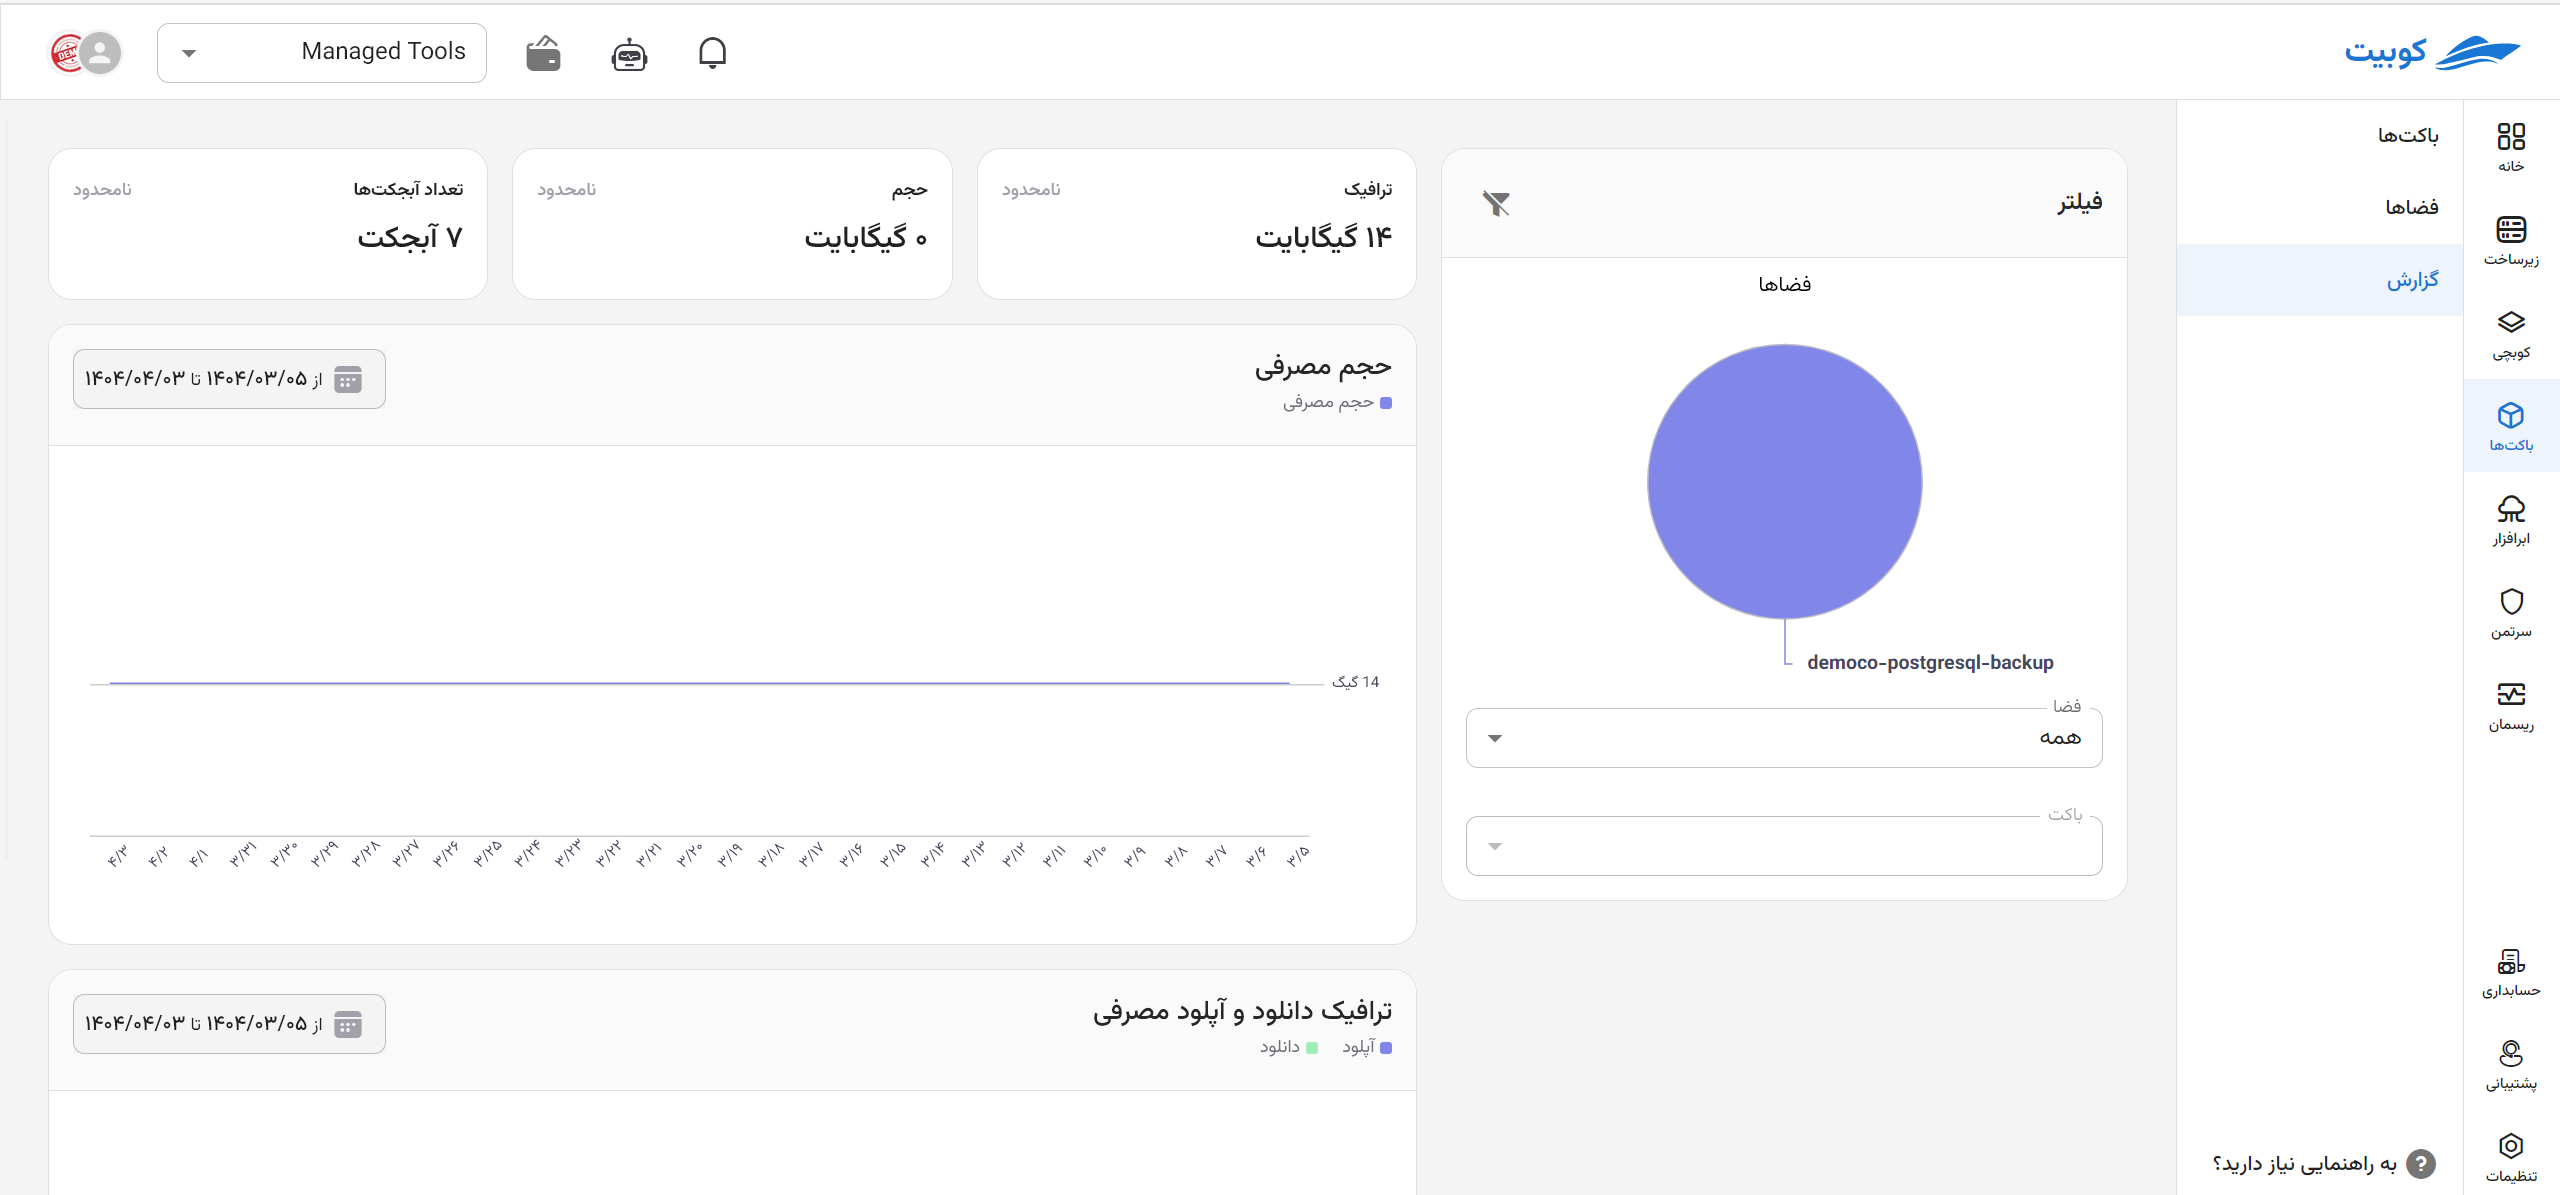 کوبیت
Managed Tools
خانه
زیرساخت
کوبچی
باکت‌ها
ابرافزار
سرتمن
ریسمان
حسابداری
پشتیبانی
تنظیمات
باکت‌ها
فضاها
گزارش
به راهنمایی نیاز دارید؟
فیلتر
فضاها
democo-postgresql-backup
فضا
همه
باکت
ترافیک نامحدود
۱۴ گیگابایت
حجم نامحدود
۰ گیگابایت
تعداد آبجکت‌ها نامحدود
۷ آبجکت
حجم مصرفی
حجم مصرفی
از ۱۴۰۴/۰۳/۰۵ تا ۱۴۰۴/۰۴/۰۳
14 گیگ
۳/۵ ۳/۶ ۳/۷ ۳/۸ ۳/۹ ۳/۱۰ ۳/۱۱ ۳/۱۲ ۳/۱۳ ۳/۱۴ ۳/۱۵ ۳/۱۶ ۳/۱۷ ۳/۱۸ ۳/۱۹ ۳/۲۰ ۳/۲۱ ۳/۲۲ ۳/۲۳ ۳/۲۴ ۳/۲۵ ۳/۲۶ ۳/۲۷ ۳/۲۸ ۳/۲۹ ۳/۳۰ ۳/۳۱ ۴/۱ ۴/۲ ۴/۳
ترافیک دانلود و آپلود مصرفی
آپلود دانلود
از ۱۴۰۴/۰۳/۰۵ تا ۱۴۰۴/۰۴/۰۳